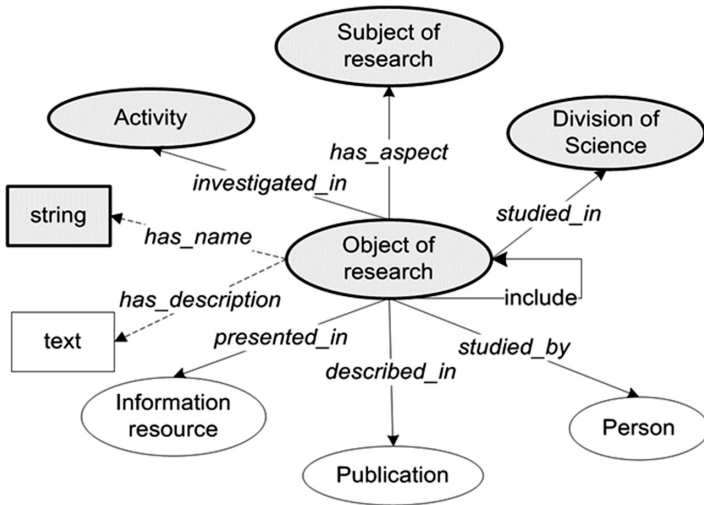 Subject of
research
Activity
Division of
Science
has_aspect
investigated_in
string
studied_in
has_name
Object of
research
has_description
include
text
presented_in
studied_by
described_in
Information
resource
Person
Publication